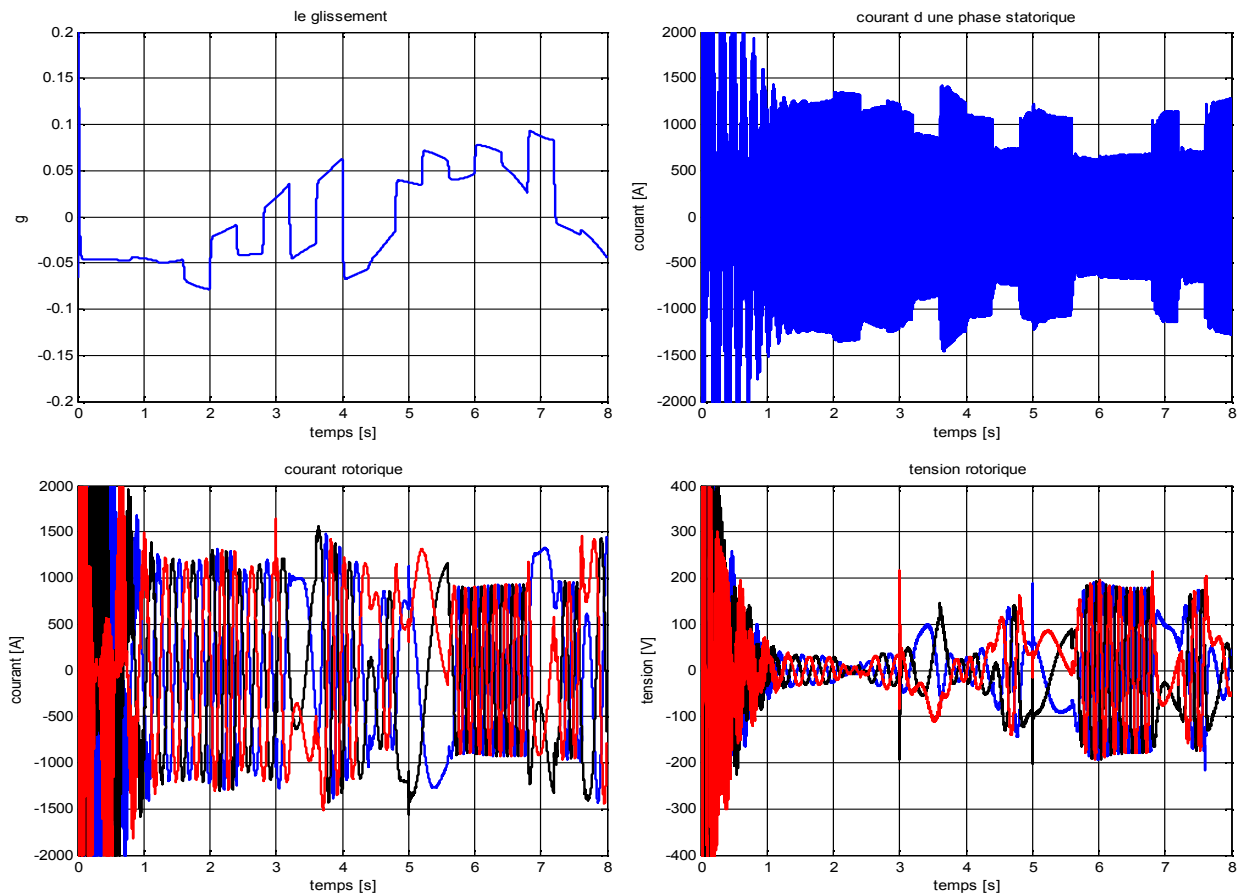 le glissement
0.2
0.15
0.1
0.05
0
-0.05
-0.1
-0.15
-0.2
g
0 1 2 3 4 5 6 7 8
temps [s]
courant d une phase statorique
2000
1500
1000
500
0
-500
-1000
-1500
-2000
courant [A]
0 1 2 3 4 5 6 7 8
temps [s]
courant rotorique
2000
1500
1000
500
0
-500
-1000
-1500
-2000
courant [A]
0 1 2 3 4 5 6 7 8
temps [s]
tension rotorique
400
300
200
100
0
-100
-200
-300
-400
tension [V]
0 1 2 3 4 5 6 7 8
temps [s]